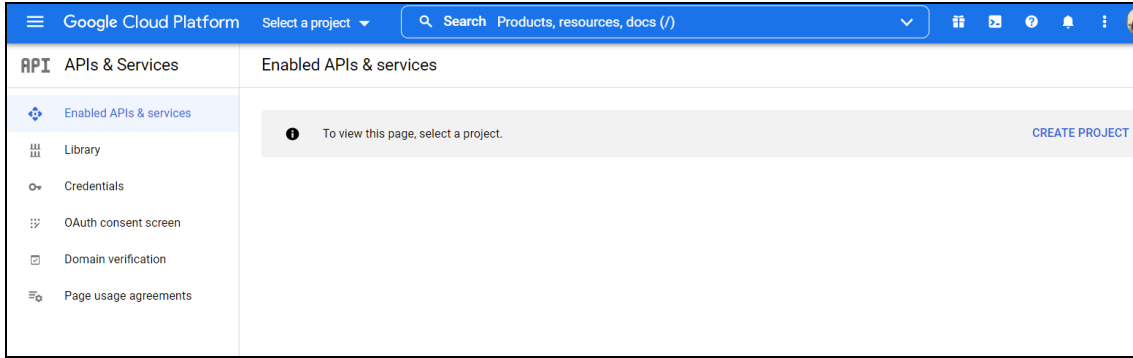 Google Cloud Platform
Select a project
Search Products, resources, docs (/)
API APIs & Services
Enabled APIs & services
Enabled APIs & services
Library
Credentials
OAuth consent screen
Domain verification
Page usage agreements
To view this page, select a project.
CREATE PROJECT